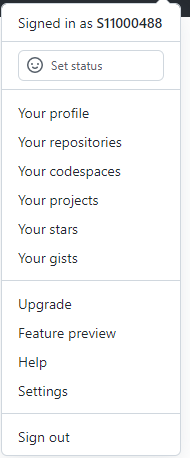 Signed in as S11000488
Set status
Your profile
Your repositories
Your codespaces
Your projects
Your stars
Your gists
Upgrade
Feature preview
Help
Settings
Sign out